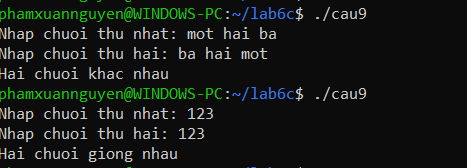 phamxuannguyen@WINDOWS-PC:~/lab6c$ ./cau9
Nhap chuoi thu nhat: mot hai ba
Nhap chuoi thu hai: ba hai mot
Hai chuoi khac nhau
phamxuannguyen@WINDOWS-PC:~/lab6c$ ./cau9
Nhap chuoi thu nhat: 123
Nhap chuoi thu hai: 123
Hai chuoi giong nhau